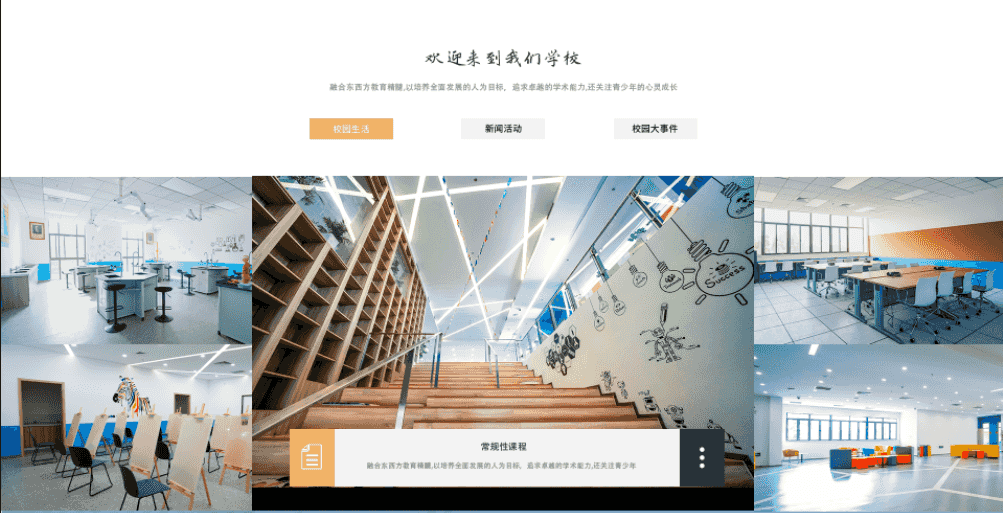 欢迎来到我们学校
融合东西方教育精髓,以培养全面发展的人为目标，追求卓越的学术能力,还关注青少年的心灵成长
校园生活
新闻活动
校园大事件
Success
常规性课程
融合东西方教育精髓,以培养全面发展的人为目标，追求卓越的学术能力,还关注青少年